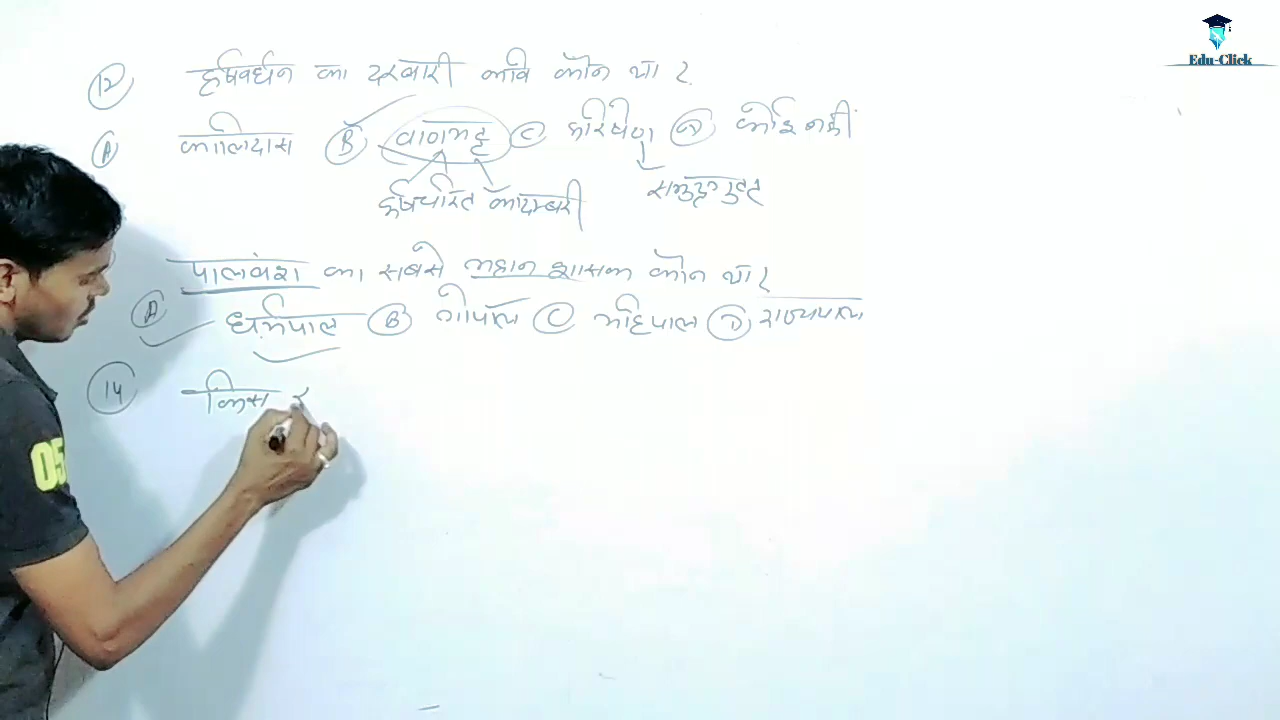 Edu-Click
12 हर्षवर्धन का दरबारी कवि कौन था ?
A कालिदास B वाणभट्ट C हरिषेण D कोई नहीं
हर्षचरित कादम्बरी समुद्रगुप्त
पालवंश का सबसे महान शासक कौन था ?
A धर्मपाल B गोपाल C महिपाल D राज्यपाल
14 किस
05